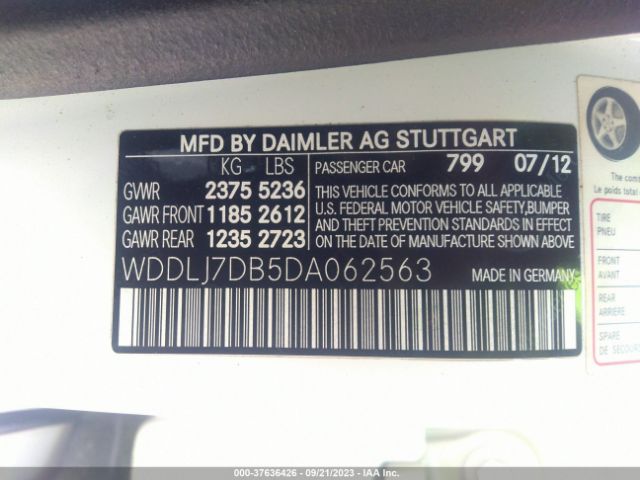 MFD BY DAIMLER AG STUTTGART
KG LBS PASSENGER CAR 799 07/12
GVWR 2375 5236
GAWR FRONT 1185 2612
GAWR REAR 1235 2723
THIS VEHICLE CONFORMS TO ALL APPLICABLE
U.S. FEDERAL MOTOR VEHICLE SAFETY,BUMPER
AND THEFT PREVENTION STANDARDS IN EFFECT
ON DATE OF MANUFACTURE SHOWN ABOVE
WDDLJ7DB5DA062563 MADE IN GERMANY
The
Le poids total
TIRE
PNEU
FRONT
AVANT
REAR
ARRIERE
SPARE
DE
000-37636426 - 09/21/2023 - IAA Inc.